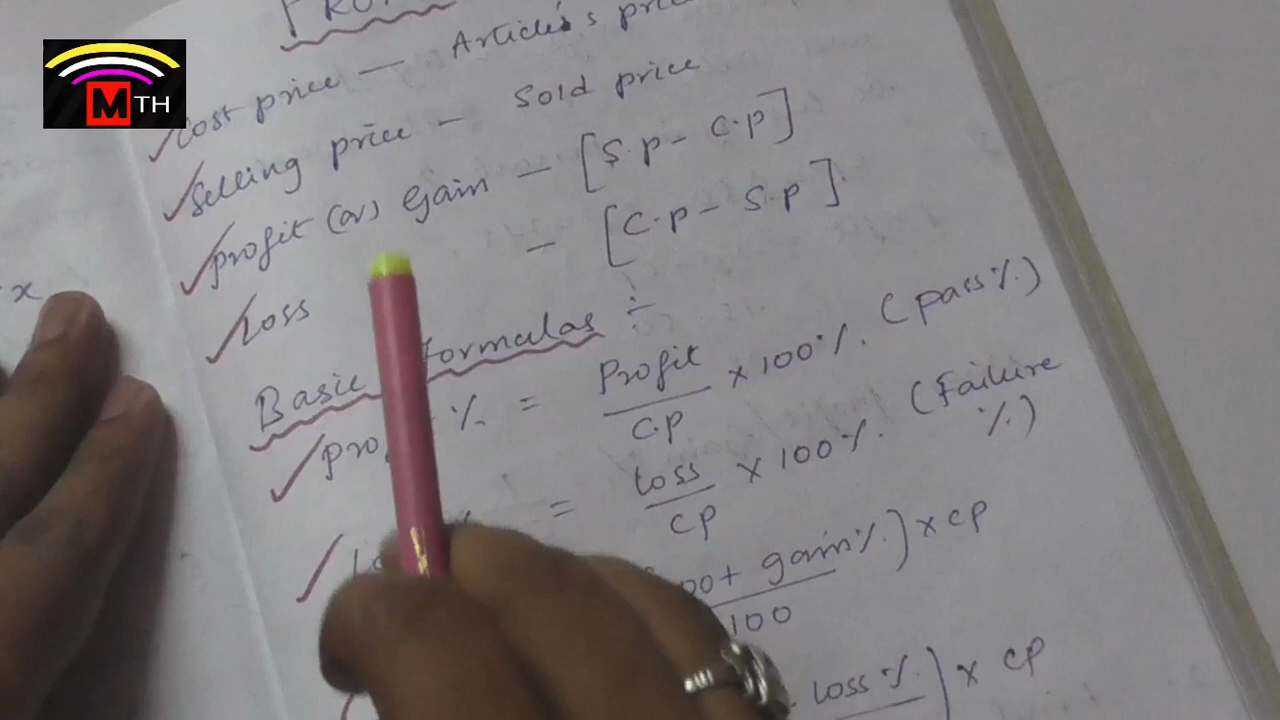 MTH
Cost price — Article's
Selling price – Sold price
profit (or) Gain – [S.P – C.P]
Loss – [C.P – S.P]
Basic formulas :
% = Profit/C.P × 100%. (pass%)
= Loss/CP × 100%. (Failure %)
00+ gain%]/100 × CP
Loss%) × CP
x